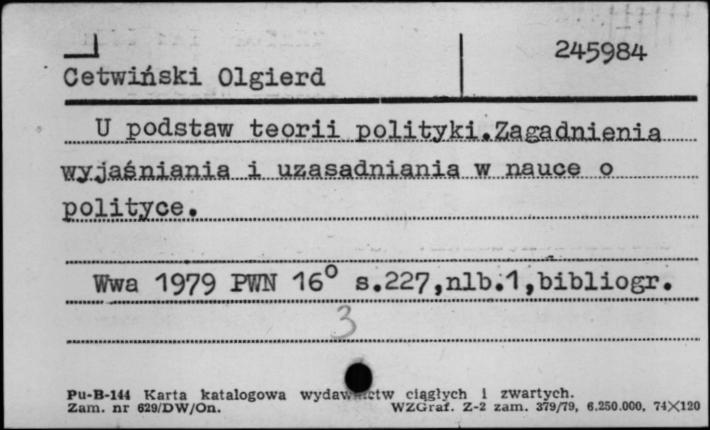 245984
Cetwiński Olgierd
U podstaw teorii polityki.Zagadnienia
wyjaśniania i uzasadniania w nauce o
polityce.
Wwa 1979 PWN 16° s.227,nlb.1,bibliogr.
3
Pu-B-144 Karta katalogowa wydawnictw ciągłych i zwartych.
Zam. nr 629/DW/On. WZGraf. Z-2 zam. 379/79, 6.250.000, 74×120